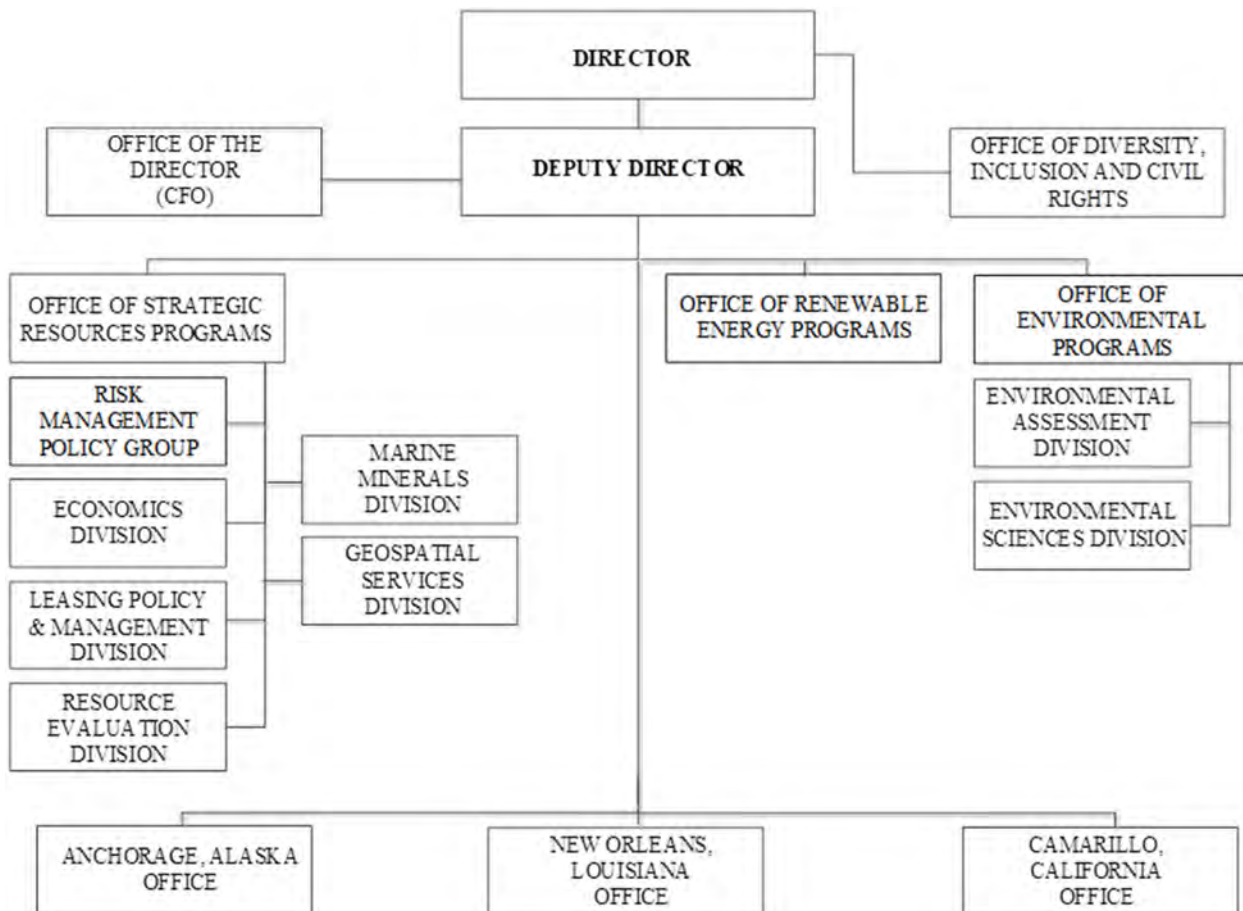 DIRECTOR
OFFICE OF THE
DIRECTOR
(CFO)
DEPUTY DIRECTOR
OFFICE OF DIVERSITY,
INCLUSION AND CIVIL
RIGHTS
OFFICE OF STRATEGIC
RESOURCES PROGRAMS
OFFICE OF RENEWABLE
ENERGY PROGRAMS
OFFICE OF
ENVIRONMENTAL
PROGRAMS
RISK
MANAGEMENT
POLICY GROUP
MARINE
MINERALS
DIVISION
ENVIRONMENTAL
ASSESSMENT
DIVISION
ECONOMICS
DIVISION
GEOSPATIAL
SERVICES
DIVISION
ENVIRONMENTAL
SCIENCES DIVISION
LEASING POLICY
& MANAGEMENT
DIVISION
RESOURCE
EVALUATION
DIVISION
ANCHORAGE, ALASKA
OFFICE
NEW ORLEANS,
LOUISIANA
OFFICE
CAMARILLO,
CALIFORNIA
OFFICE